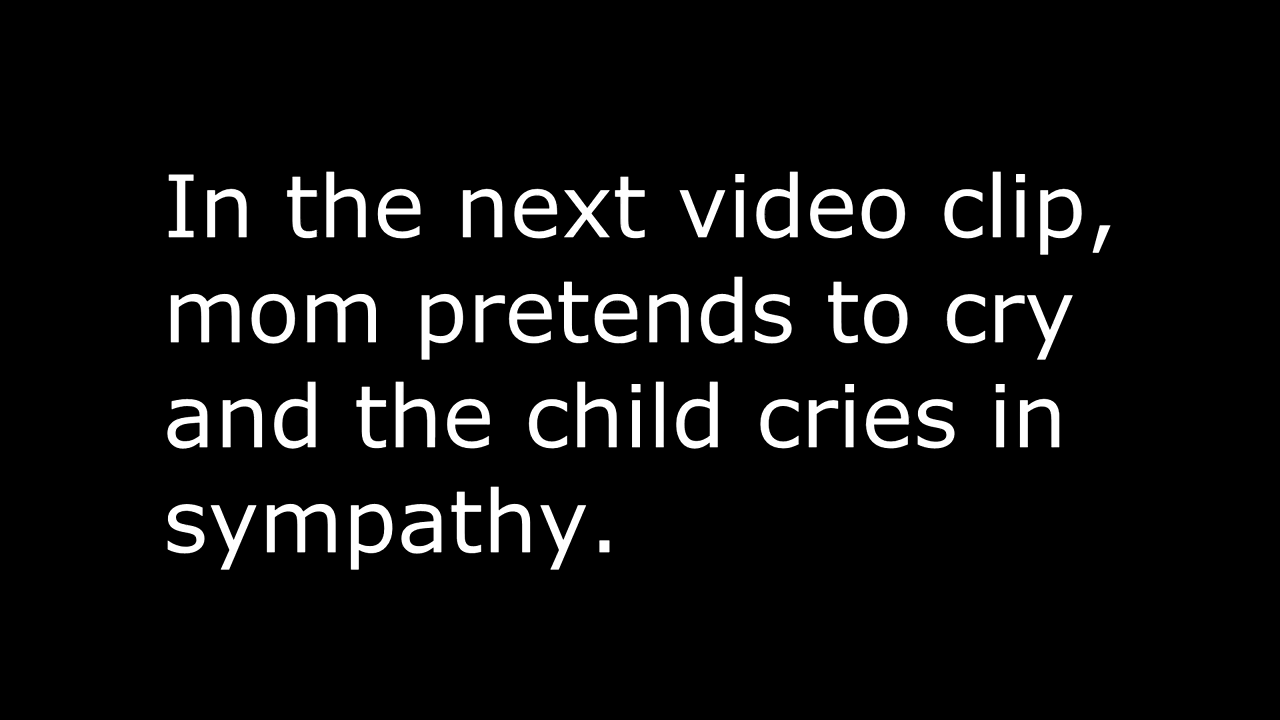 In the next video clip,
mom pretends to cry
and the child cries in
sympathy.